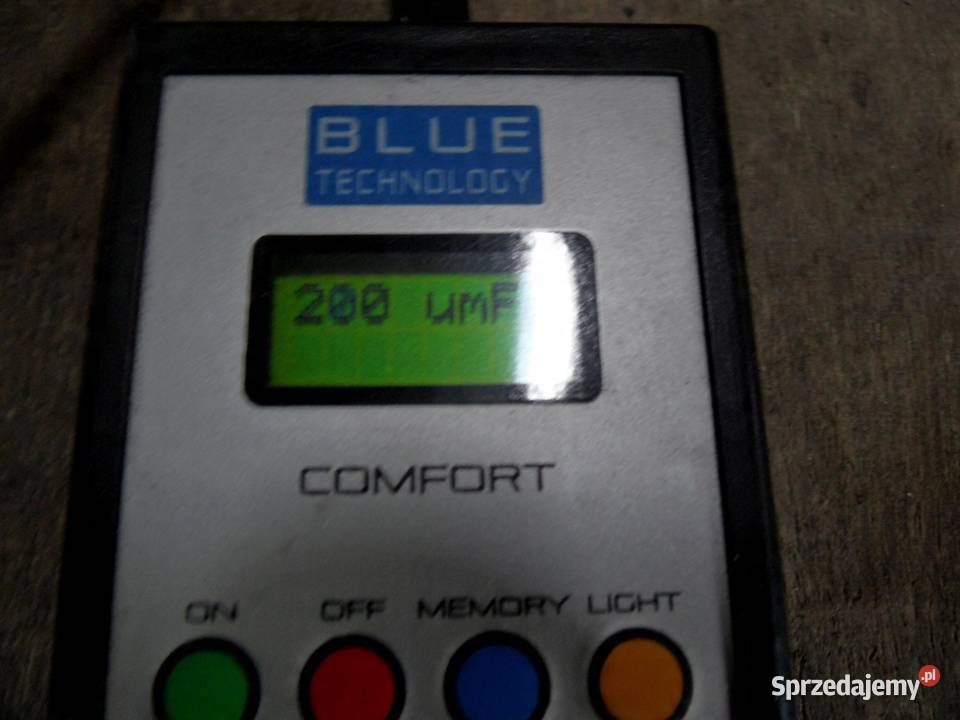 BLUE
TECHNOLOGY
200 umF
COMFORT
ON OFF MEMORY LIGHT
Sprzedajemy.pl